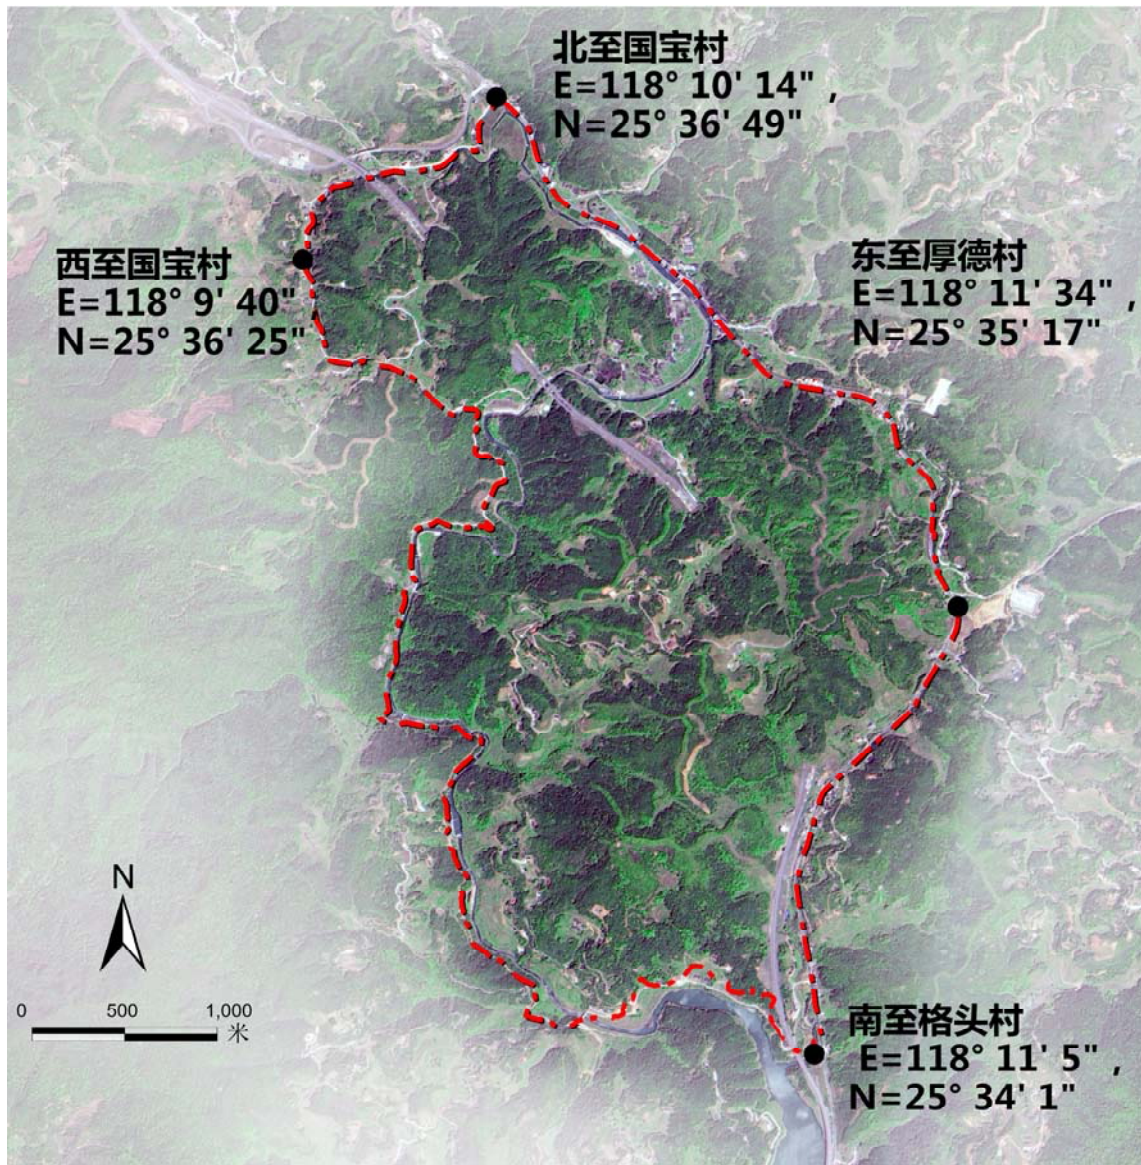 北至国宝村
E=118° 10' 14" ,
N=25° 36' 49"
西至国宝村
E=118° 9' 40" ,
N=25° 36' 25"
东至厚德村
E=118° 11' 34" ,
N=25° 35' 17"
N
0 500 1,000
米
南至格头村
E=118° 11' 5" ,
N=25° 34' 1"